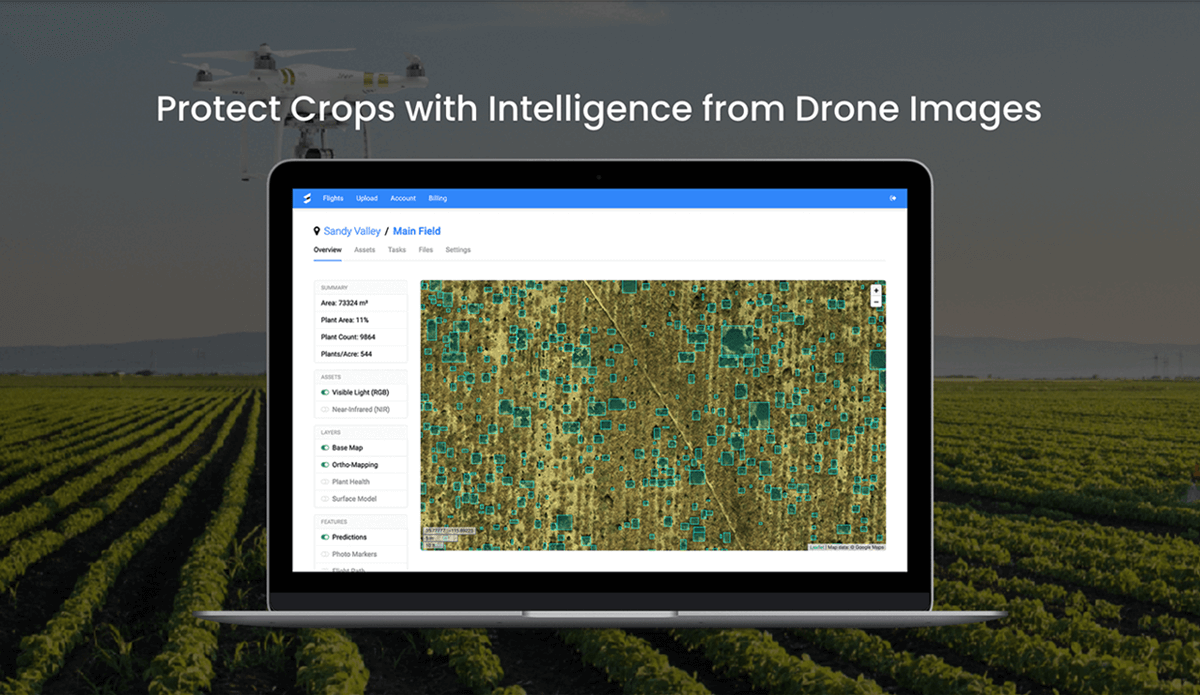 Protect Crops with Intelligence from Drone Images
Flights Upload Account Billing
Sandy Valley / Main Field
Overview Assets Tasks Files Settings
SUMMARY
Area: 73324 m²
Plant Area: 11%
Plant Count: 9864
Plants/Acre: 544
ASSETS
Visible Light (RGB)
Near-Infrared (NIR)
LAYERS
Base Map
Ortho-Mapping
Plant Health
Surface Model
FEATURES
Predictions
Photo Markers
Flight Path
+
−
Leaflet | Map data: © Google Maps